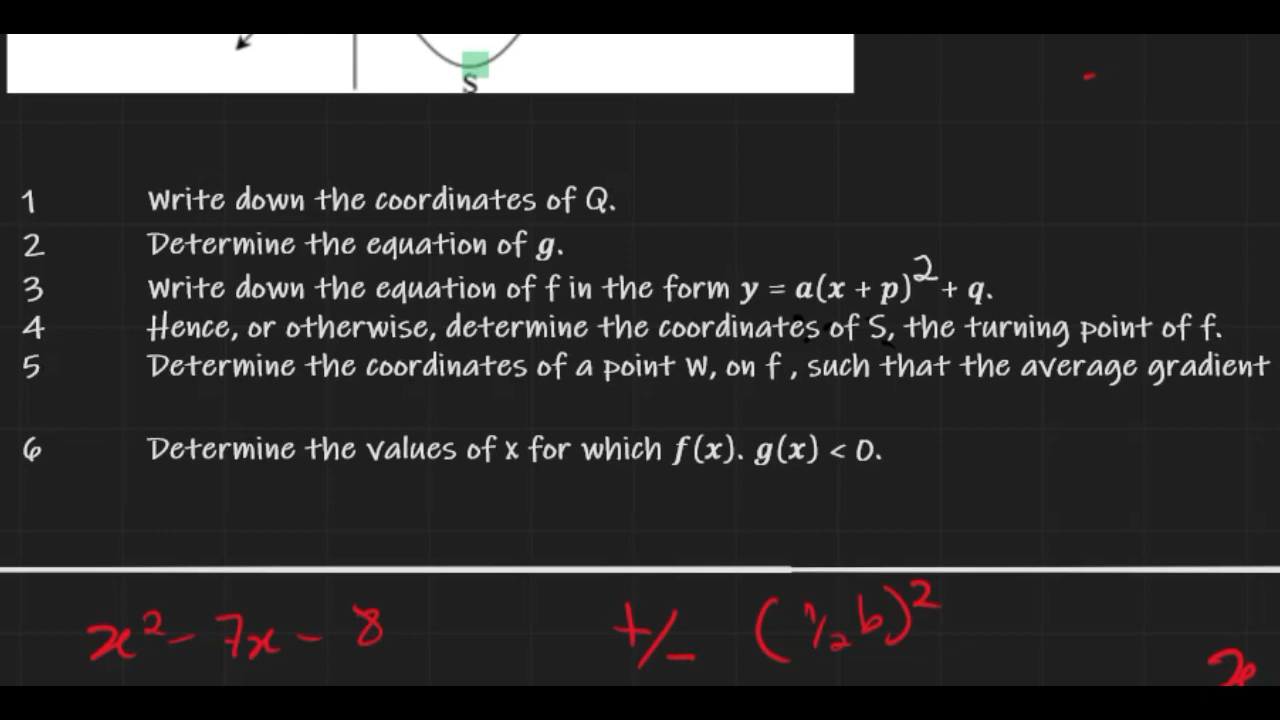 S
1 Write down the coordinates of Q.
2 Determine the equation of g.
3 Write down the equation of f in the form y = a(x + p)² + q.
4 Hence, or otherwise, determine the coordinates of S, the turning point of f.
5 Determine the coordinates of a point W, on f , such that the average gradient
6 Determine the values of x for which f(x). g(x) < 0.
x² - 7x - 8 +/- (1/2 b)²